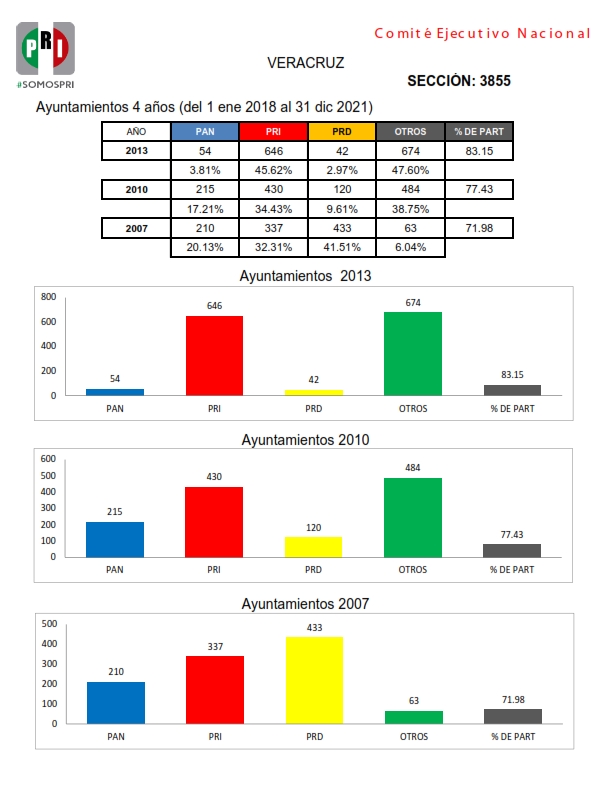 Comité Ejecutivo Nacional
PRI
#SOMOSPRI
VERACRUZ
SECCIÓN: 3855
Ayuntamientos 4 años (del 1 ene 2018 al 31 dic 2021)
AÑO PAN PRI PRD OTROS % DE PART
2013 54 646 42 674 83.15
3.81% 45.62% 2.97% 47.60%
2010 215 430 120 484 77.43
17.21% 34.43% 9.61% 38.75%
2007 210 337 433 63 71.98
20.13% 32.31% 41.51% 6.04%
Ayuntamientos 2013
800
600
400
200
0
54 646 42 674 83.15
PAN PRI PRD OTROS % DE PART
Ayuntamientos 2010
600
500
400
300
200
100
0
215 430 120 484 77.43
PAN PRI PRD OTROS % DE PART
Ayuntamientos 2007
500
400
300
200
100
0
210 337 433 63 71.98
PAN PRI PRD OTROS % DE PART